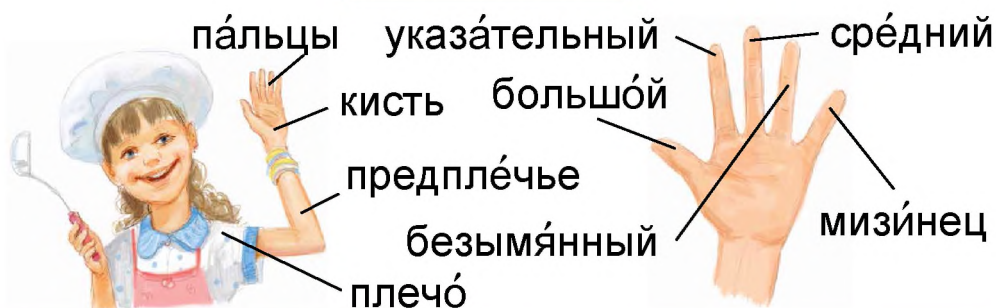 па́льцы
указа́тельный
сре́дний
кисть
большо́й
предпле́чье
безымя́нный
мизи́нец
плечо́